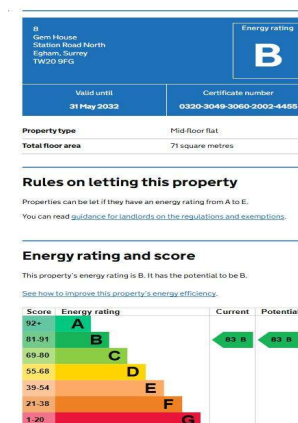 8
Gem House
Station Road North
Egham, Surrey
TW20 9FG
Energy rating
B
Valid until
31 May 2032
Certificate number
0320-3049-3060-2002-4455
Property type
Mid-floor flat
Total floor area
71 square metres
Rules on letting this property
Properties can be let if they have an energy rating from A to E.
You can read guidance for landlords on the regulations and exemptions.
Energy rating and score
This property's energy rating is B. It has the potential to be B.
See how to improve this property's energy efficiency.
Score Energy rating Current Potential
92+ A
81-91 B 83 B 83 B
69-80 C
55-68 D
39-54 E
21-38 F
1-20 G